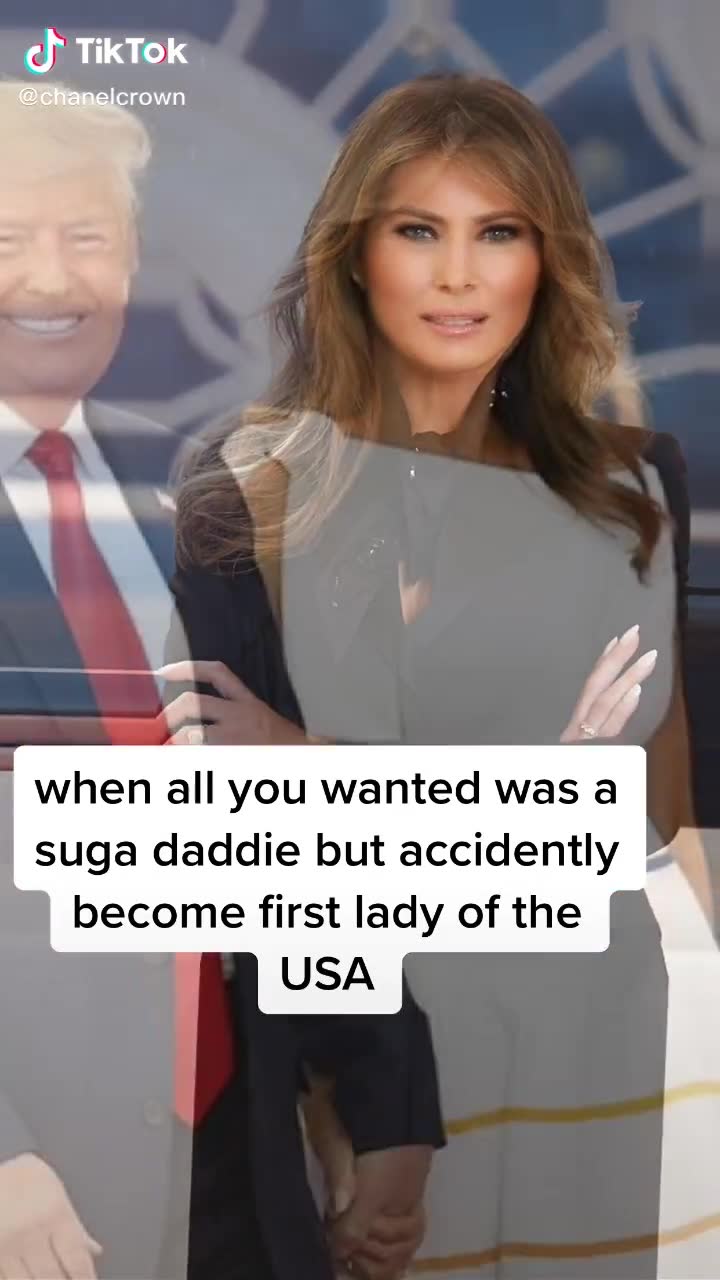 TikTok
@chanelcrown
when all you wanted was a
suga daddie but accidently
become first lady of the
USA